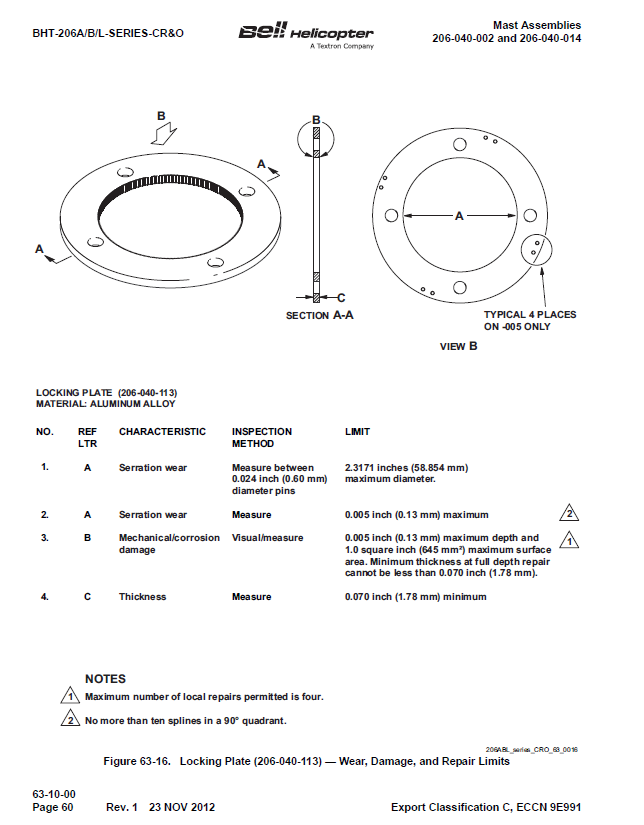 BHT-206A/B/L-SERIES-CR&O
Bell Helicopter
A Textron Company
Mast Assemblies
206-040-002 and 206-040-014
B
A
A
B
C
SECTION A-A
A
TYPICAL 4 PLACES
ON -005 ONLY
VIEW B
LOCKING PLATE (206-040-113)
MATERIAL: ALUMINUM ALLOY
NO. REF LTR CHARACTERISTIC INSPECTION METHOD LIMIT
1. A Serration wear Measure between 2.3171 inches (58.854 mm)
0.024 inch (0.60 mm) maximum diameter.
diameter pins
2. A Serration wear Measure 0.005 inch (0.13 mm) maximum 2
3. B Mechanical/corrosion Visual/measure 0.005 inch (0.13 mm) maximum depth and 1
damage 1.0 square inch (645 mm²) maximum surface
area. Minimum thickness at full depth repair
cannot be less than 0.070 inch (1.78 mm).
4. C Thickness Measure 0.070 inch (1.78 mm) minimum
NOTES
1 Maximum number of local repairs permitted is four.
2 No more than ten splines in a 90° quadrant.
206ABL_series_CRO_63_0016
Figure 63-16. Locking Plate (206-040-113) — Wear, Damage, and Repair Limits
63-10-00
Page 60 Rev. 1 23 NOV 2012 Export Classification C, ECCN 9E991